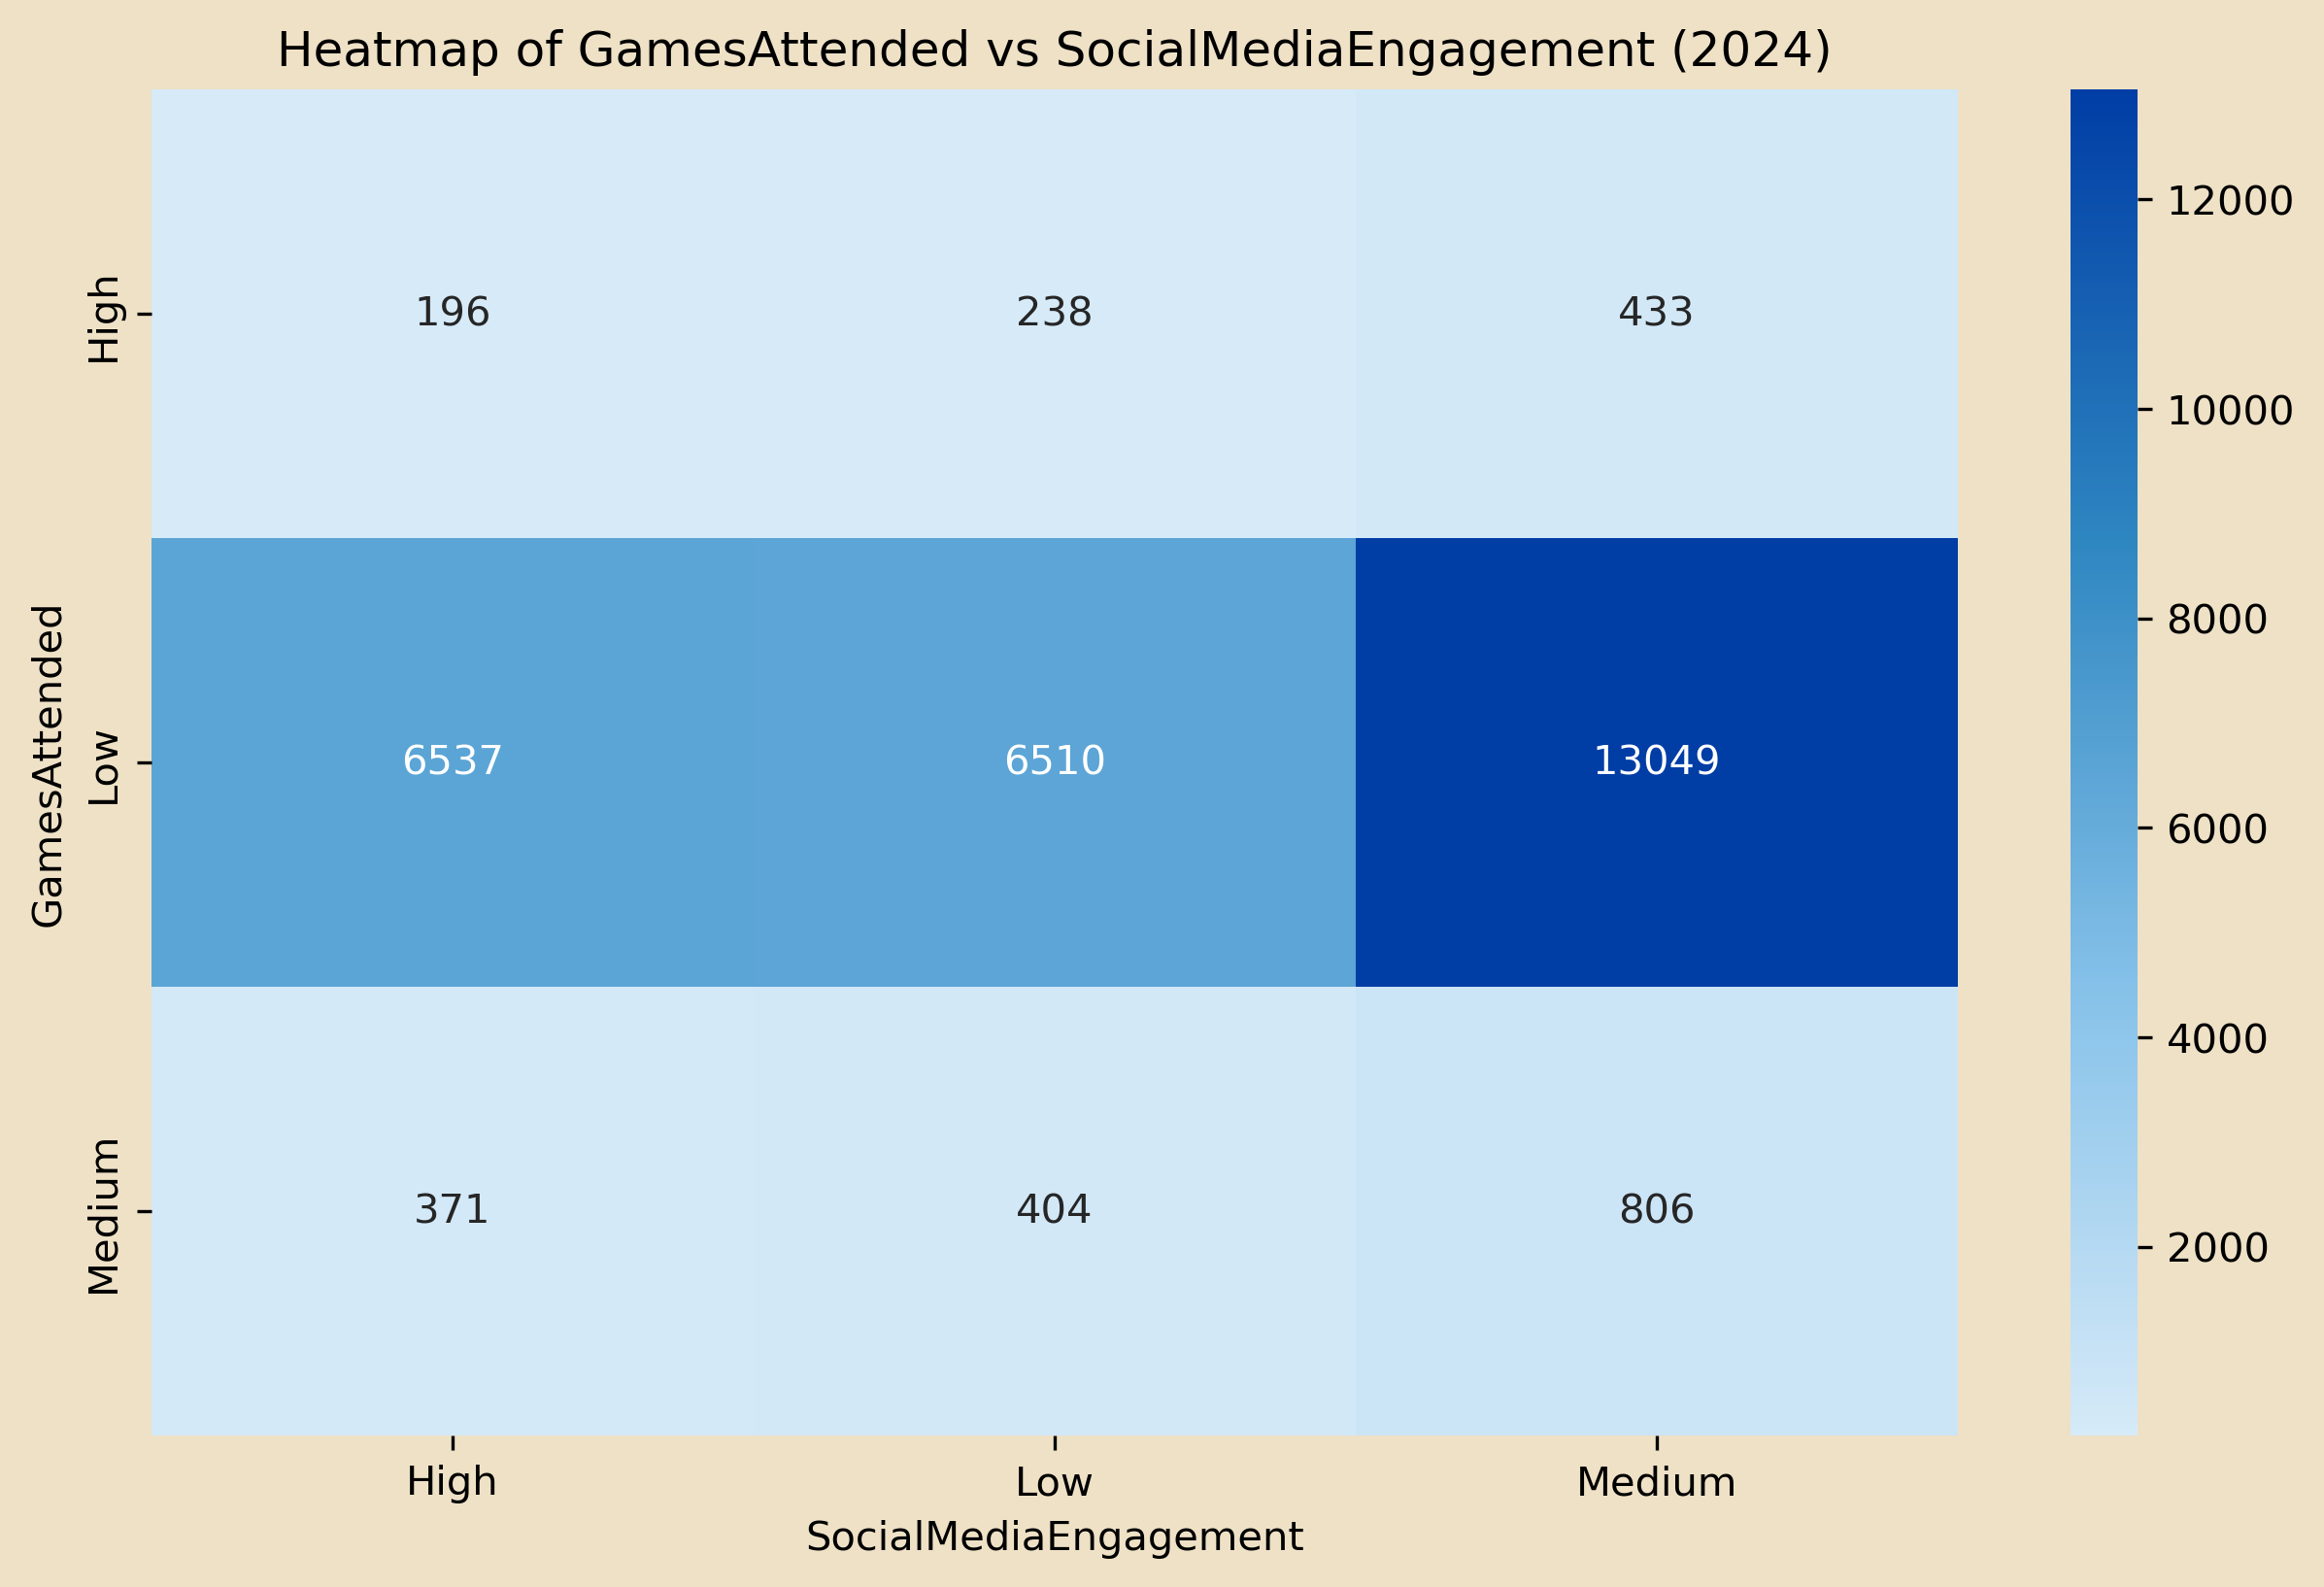 Heatmap of GamesAttended vs SocialMediaEngagement (2024)
GamesAttended
High
196 238 433
Low
6537 6510 13049
Medium
371 404 806
High Low Medium
SocialMediaEngagement
12000
10000
8000
6000
4000
2000